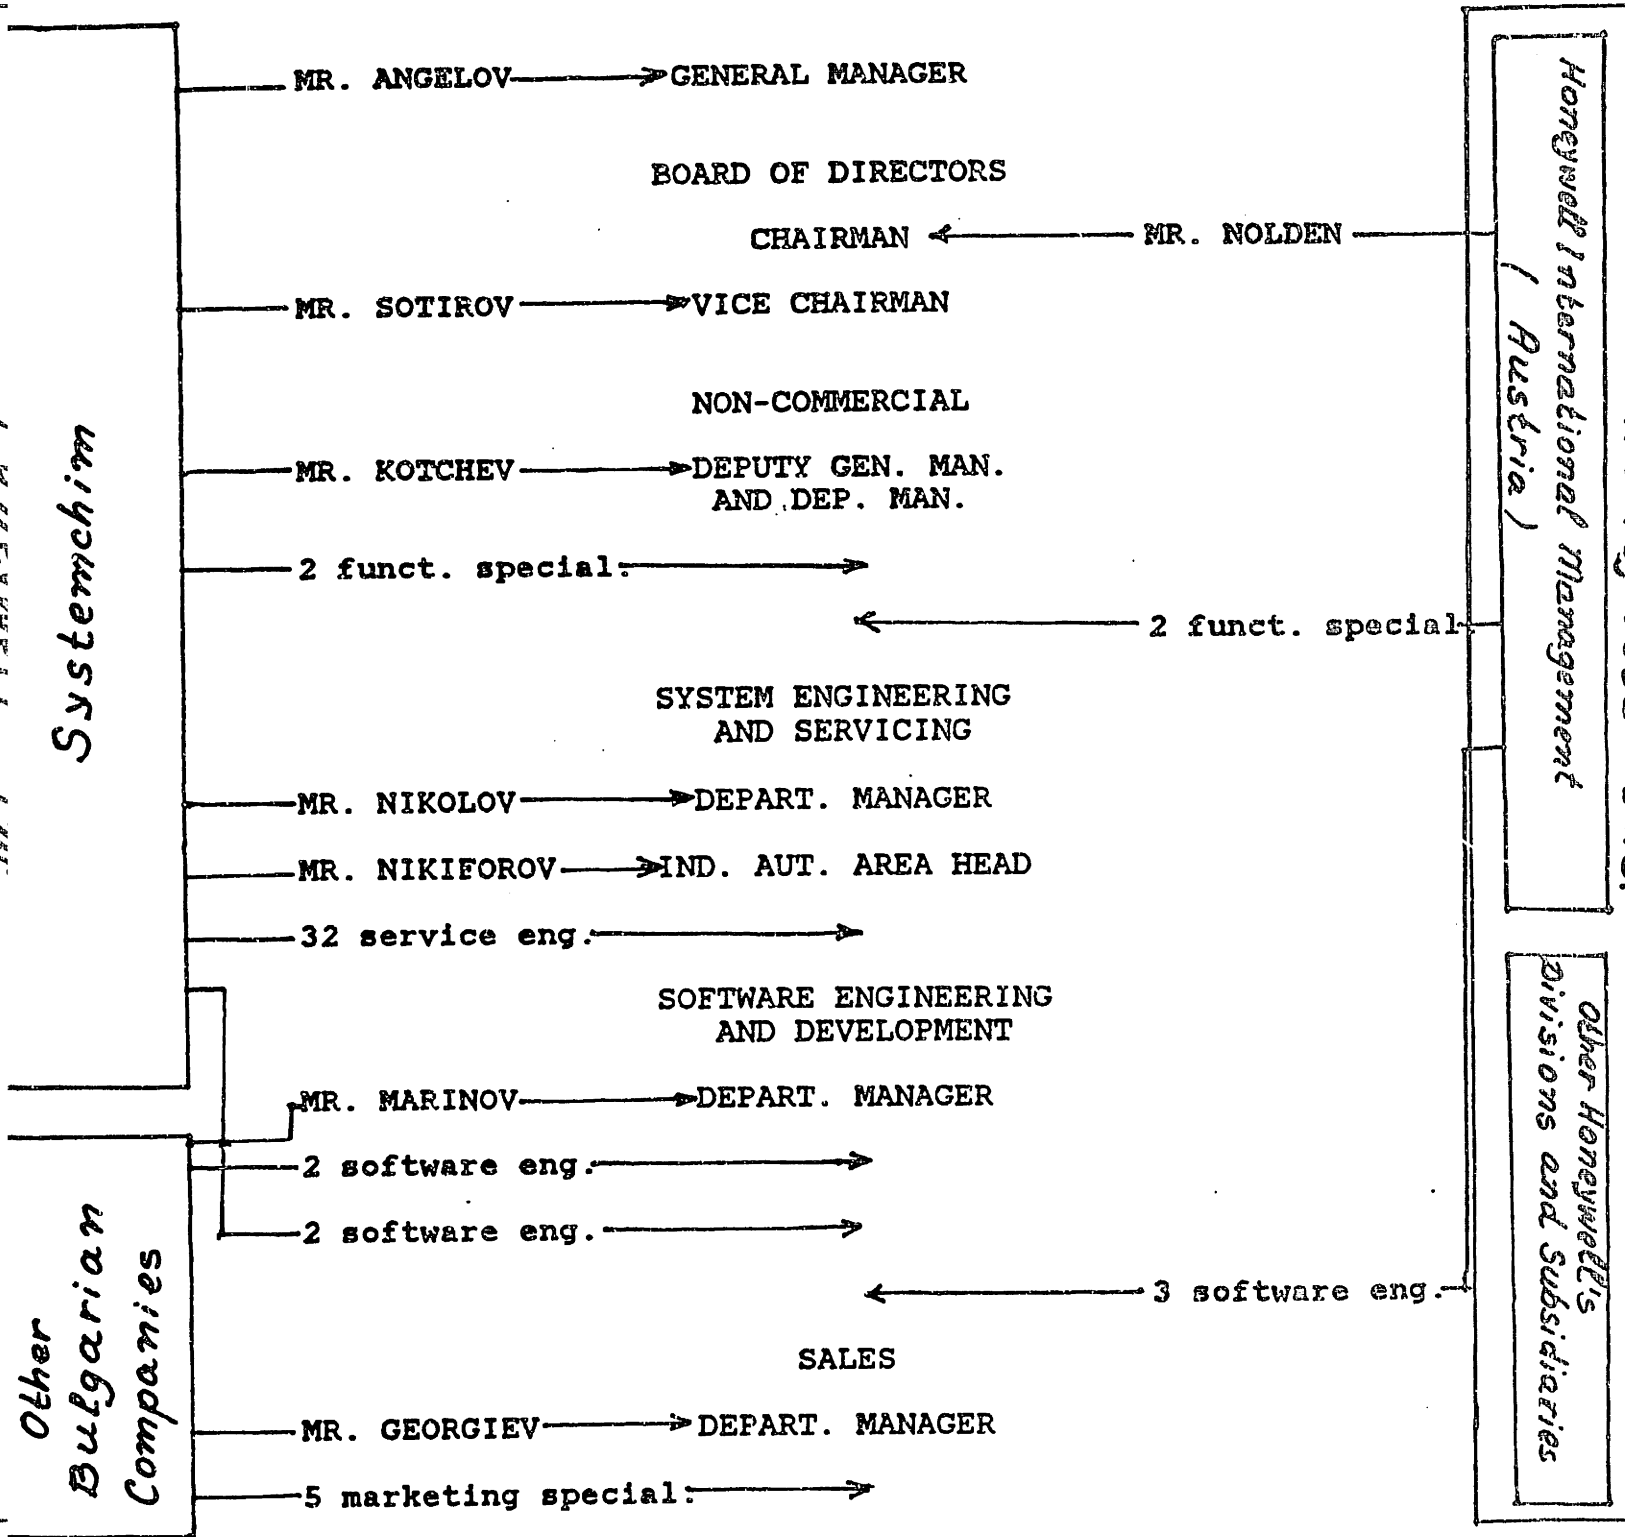 MR. ANGELOV GENERAL MANAGER
BOARD OF DIRECTORS
CHAIRMAN MR. NOLDEN
MR. SOTIROV VICE CHAIRMAN
NON-COMMERCIAL
MR. KOTCHEV DEPUTY GEN. MAN.
AND DEP. MAN.
2 funct. special.
2 funct. special
SYSTEM ENGINEERING
AND SERVICING
MR. NIKOLOV DEPART. MANAGER
MR. NIKIFOROV IND. AUT. AREA HEAD
32 service eng.
SOFTWARE ENGINEERING
AND DEVELOPMENT
MR. MARINOV DEPART. MANAGER
2 software eng.
2 software eng.
3 software eng.
SALES
MR. GEORGIEV DEPART. MANAGER
5 marketing special.
Systemchim
Other
Bulgarian
Companies
Honeywell International Management
( Austria )
Other Honeywell's
Divisions and Subsidiaries